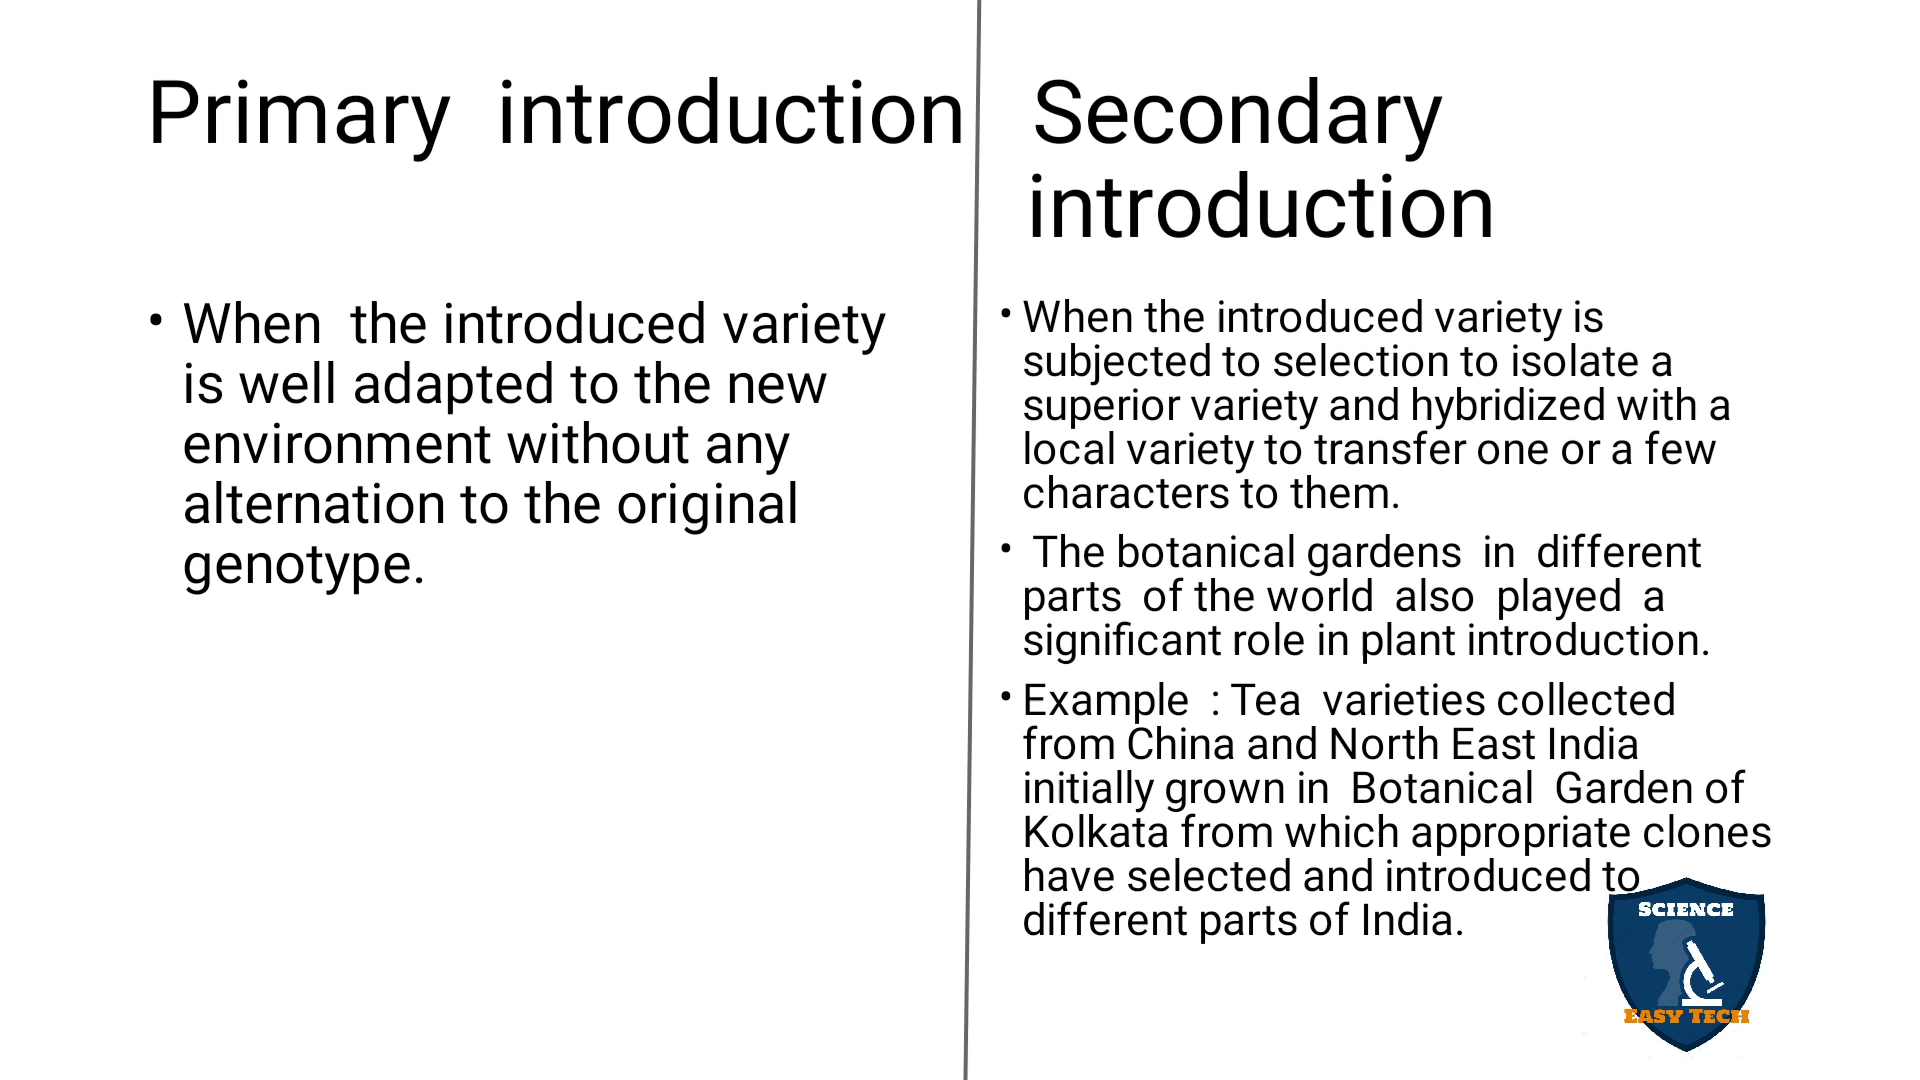 Primary introduction
When the introduced variety
is well adapted to the new
environment without any
alternation to the original
genotype.
Secondary
introduction
When the introduced variety is
subjected to selection to isolate a
superior variety and hybridized with a
local variety to transfer one or a few
characters to them.
The botanical gardens in different
parts of the world also played a
significant role in plant introduction.
Example : Tea varieties collected
from China and North East India
initially grown in Botanical Garden of
Kolkata from which appropriate clones
have selected and introduced to
different parts of India.
SCIENCE
EASY TECH